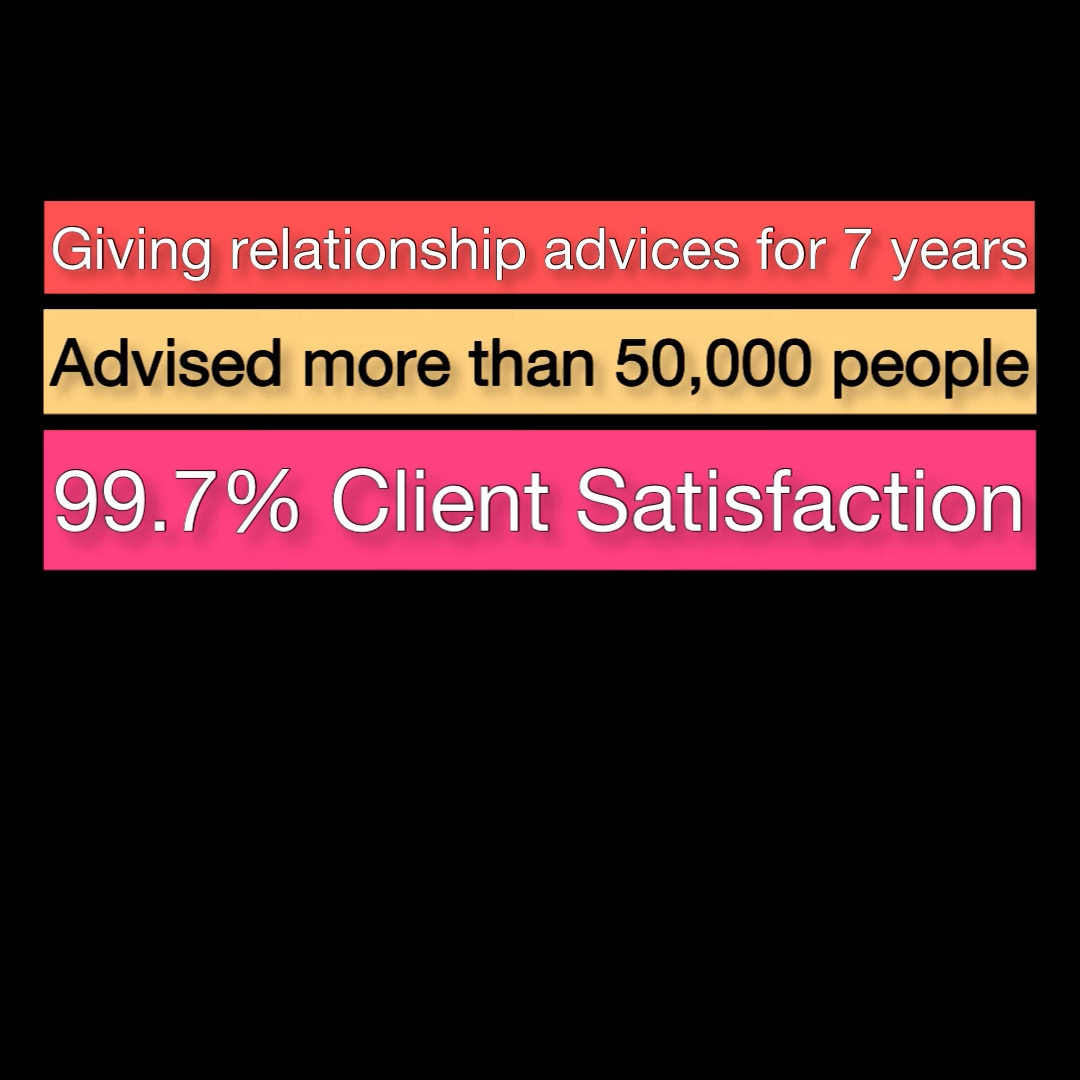 Giving relationship advices for 7 years
Advised more than 50,000 people
99.7% Client Satisfaction